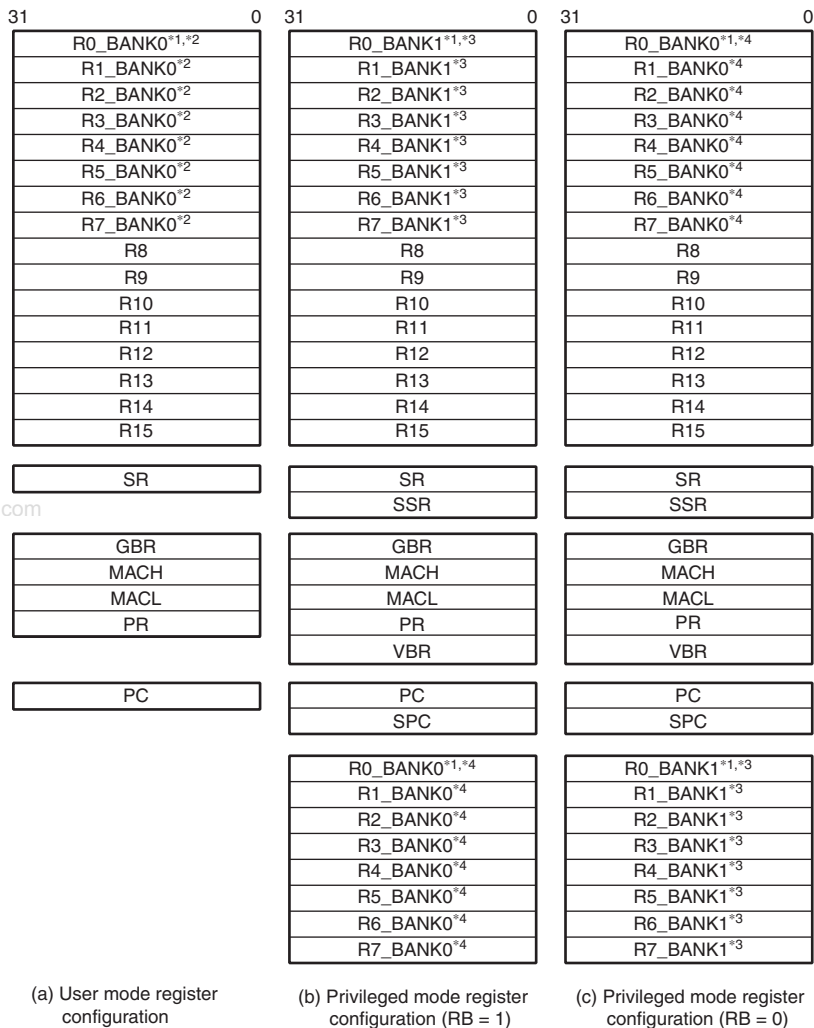 31 0
R0_BANK0*1,*2
R1_BANK0*2
R2_BANK0*2
R3_BANK0*2
R4_BANK0*2
R5_BANK0*2
R6_BANK0*2
R7_BANK0*2
R8
R9
R10
R11
R12
R13
R14
R15
SR
com
GBR
MACH
MACL
PR
PC
(a) User mode register
configuration
31 0
R0_BANK1*1,*3
R1_BANK1*3
R2_BANK1*3
R3_BANK1*3
R4_BANK1*3
R5_BANK1*3
R6_BANK1*3
R7_BANK1*3
R8
R9
R10
R11
R12
R13
R14
R15
SR
SSR
GBR
MACH
MACL
PR
VBR
PC
SPC
R0_BANK0*1,*4
R1_BANK0*4
R2_BANK0*4
R3_BANK0*4
R4_BANK0*4
R5_BANK0*4
R6_BANK0*4
R7_BANK0*4
(b) Privileged mode register
configuration (RB = 1)
31 0
R0_BANK0*1,*4
R1_BANK0*4
R2_BANK0*4
R3_BANK0*4
R4_BANK0*4
R5_BANK0*4
R6_BANK0*4
R7_BANK0*4
R8
R9
R10
R11
R12
R13
R14
R15
SR
SSR
GBR
MACH
MACL
PR
VBR
PC
SPC
R0_BANK1*1,*3
R1_BANK1*3
R2_BANK1*3
R3_BANK1*3
R4_BANK1*3
R5_BANK1*3
R6_BANK1*3
R7_BANK1*3
(c) Privileged mode register
configuration (RB = 0)